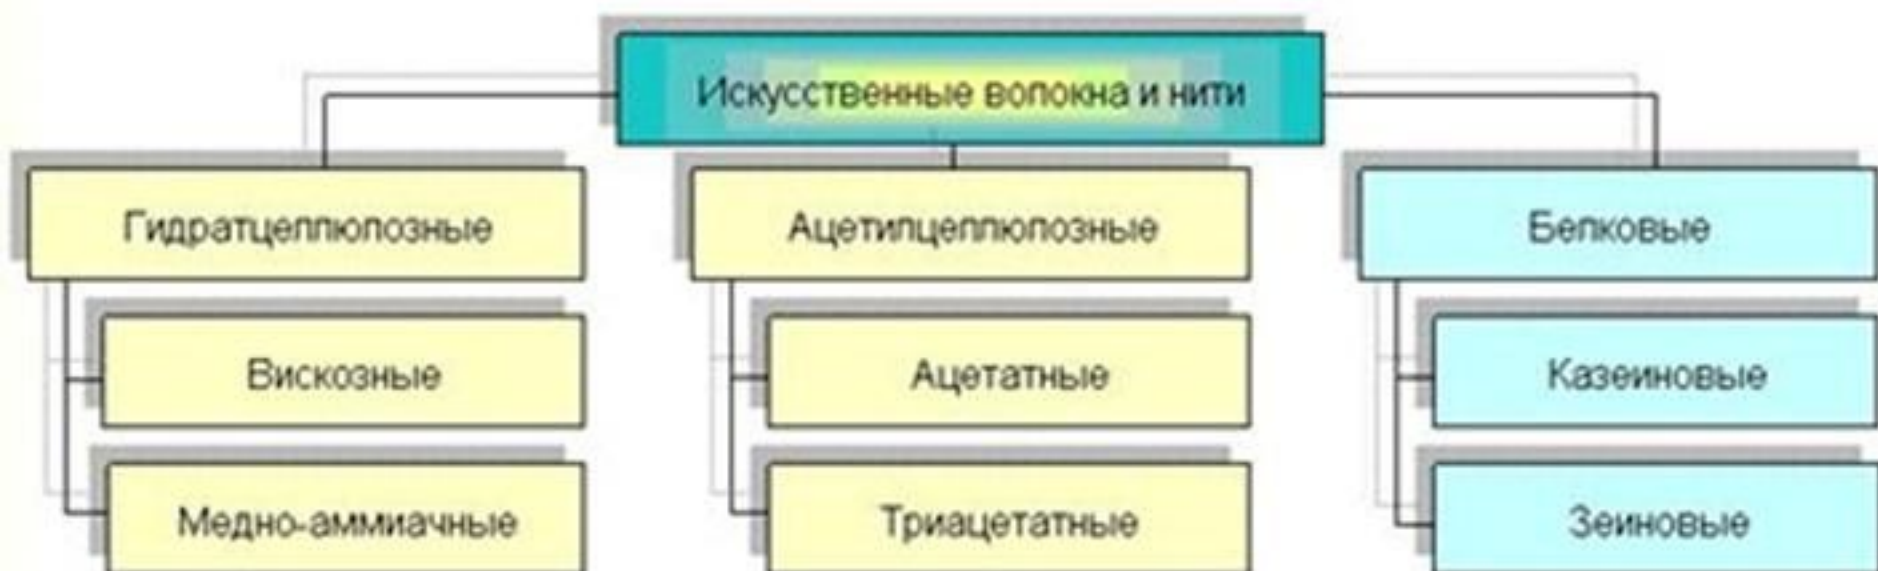 Искусственные волокна и нити
Гидратцеллюлозные
Ацетилцеллюлозные
Белковые
Вискозные
Ацетатные
Казеиновые
Медно-аммиачные
Триацетатные
Зеиновые